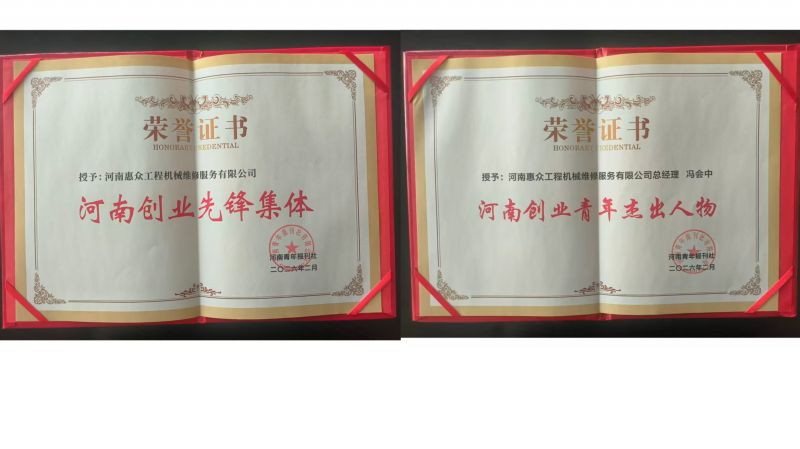 荣誉证书
HONORARY CREDENTIAL
授予：河南惠众工程机械维修服务有限公司
河南创业先锋集体
河南青年报刊社
二〇二六年二月
荣誉证书
HONORARY CREDENTIAL
授予：河南惠众工程机械维修服务有限公司总经理 冯会中
河南创业青年杰出人物
河南青年报刊社
二〇二六年二月